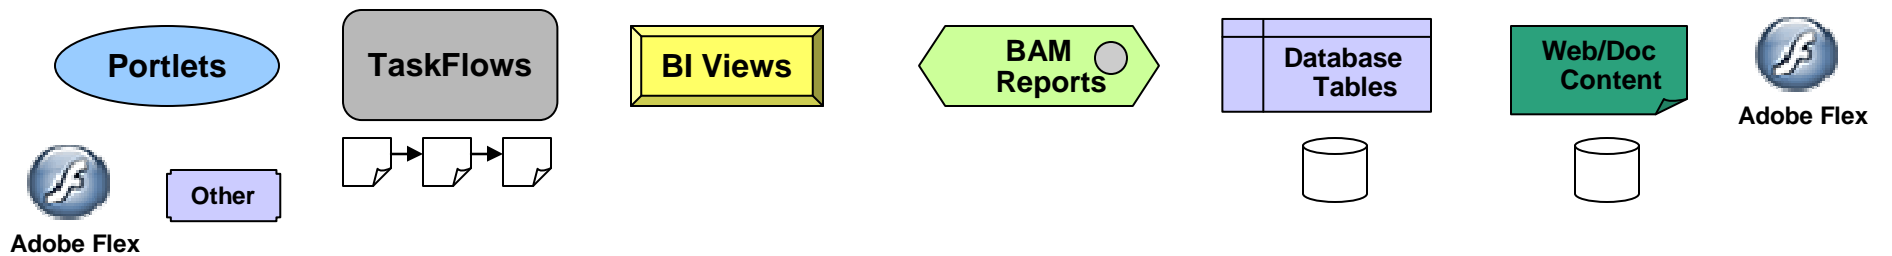 Portlets
TaskFlows
BI Views
BAM
Reports
Database
Tables
Web/Doc
Content
Adobe Flex
Other
Adobe Flex